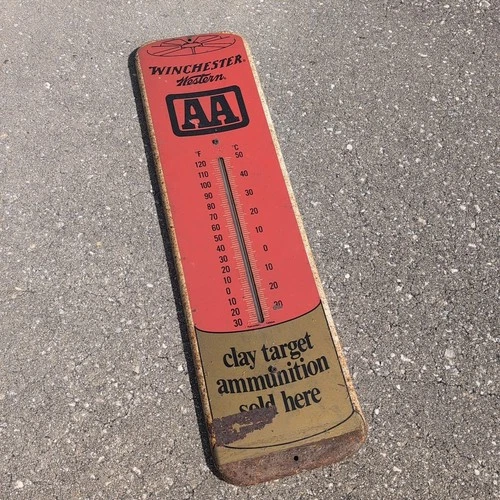 WINCHESTER®
Western®
AA
°F °C
120 50
110 40
100
90 30
80
70 20
60 10
50
40 0
30
20 10
10
0 20
10
20 30
30
clay target
ammunition
sold here